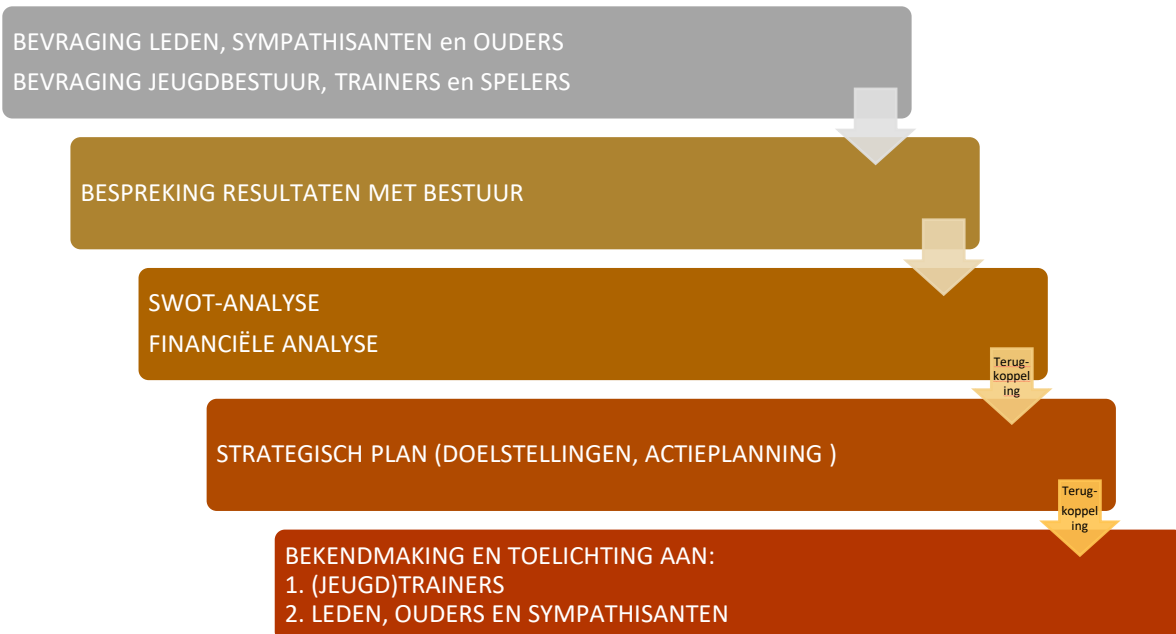 BEVRAGING LEDEN, SYMPATHISANTEN en OUDERS
BEVRAGING JEUGDBESTUUR, TRAINERS en SPELERS
BESPREKING RESULTATEN MET BESTUUR
SWOT-ANALYSE
FINANCIËLE ANALYSE
Terug-
koppel
ing
STRATEGISCH PLAN (DOELSTELLINGEN, ACTIEPLANNING )
Terug-
koppel
ing
BEKENDMAKING EN TOELICHTING AAN:
1. (JEUGD)TRAINERS
2. LEDEN, OUDERS EN SYMPATHISANTEN